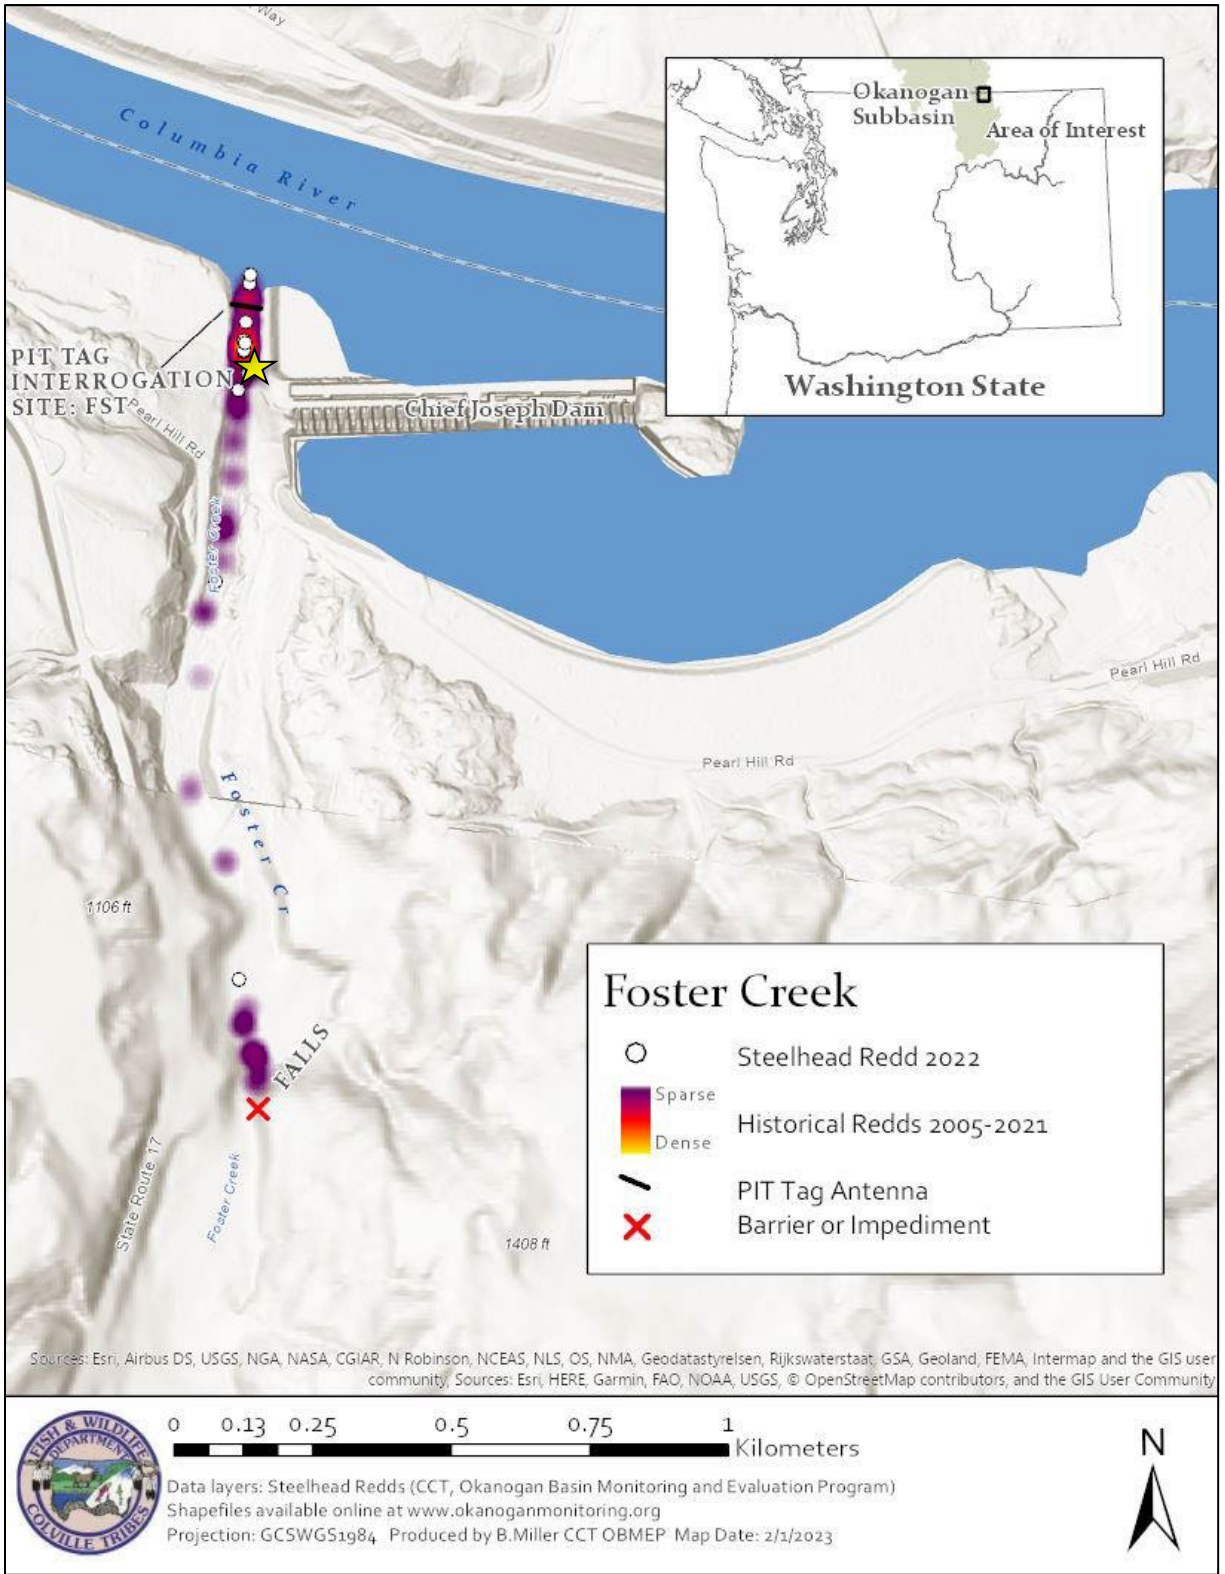 Way
Columbia River
Okanogan
Subbasin
Area of Interest
Washington State
PIT TAG
INTERROGATION
SITE: FST
Pearl Hill Rd
Chief Joseph Dam
Foster Creek
Pearl Hill Rd
Pearl Hill Rd
Foster Cr
1106 ft
FALLS
State Route 17
Foster Creek
1408 ft
Foster Creek
Steelhead Redd 2022
Sparse
Historical Redds 2005-2021
Dense
PIT Tag Antenna
Barrier or Impediment
Sources: Esri, Airbus DS, USGS, NGA, NASA, CGIAR, N Robinson, NCEAS, NLS, OS, NMA, Geodatastyrelsen, Rijkswaterstaat, GSA, Geoland, FEMA, Intermap and the GIS user
community, Sources: Esri, HERE, Garmin, FAO, NOAA, USGS, © OpenStreetMap contributors, and the GIS User Community
FISH & WILDLIFE
DEPARTMENT
COLVILLE TRIBES
0 0.13 0.25 0.5 0.75 1
Kilometers
N
Data layers: Steelhead Redds (CCT, Okanogan Basin Monitoring and Evaluation Program)
Shapefiles available online at www.okanoganmonitoring.org
Projection: GCSWGS1984 Produced by B.Miller CCT OBMEP Map Date: 2/1/2023